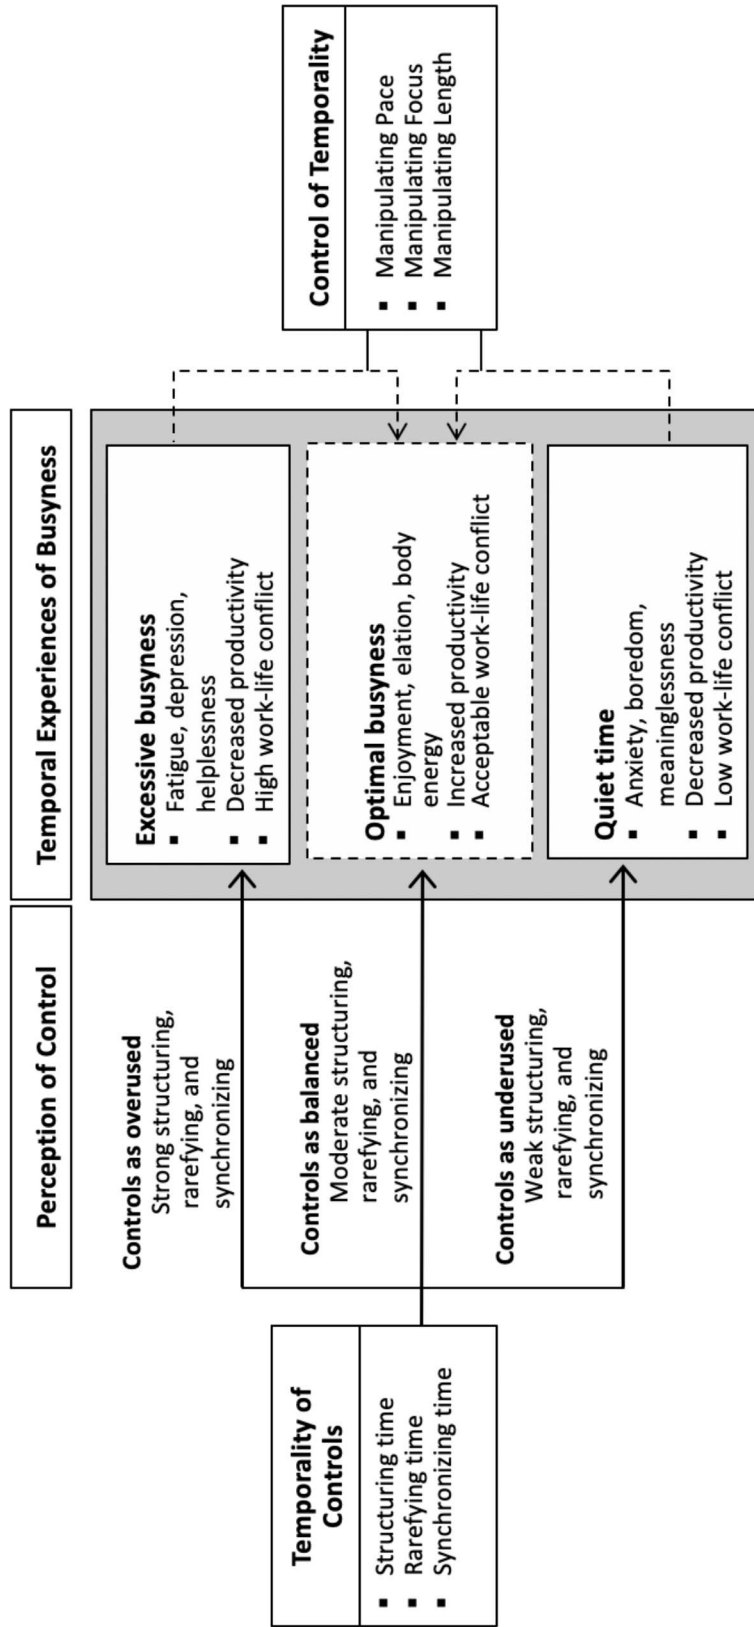 Perception of Control
Temporal Experiences of Busyness
Temporality of
Controls
▪ Structuring time
▪ Rarefying time
▪ Synchronizing time
Controls as overused
Strong structuring,
rarefying, and
synchronizing
Controls as balanced
Moderate structuring,
rarefying, and
synchronizing
Controls as underused
Weak structuring,
rarefying, and
synchronizing
Excessive busyness
▪ Fatigue, depression,
helplessness
▪ Decreased productivity
▪ High work-life conflict
Optimal busyness
▪ Enjoyment, elation, body
energy
▪ Increased productivity
▪ Acceptable work-life conflict
Quiet time
▪ Anxiety, boredom,
meaninglessness
▪ Decreased productivity
▪ Low work-life conflict
Control of Temporality
▪ Manipulating Pace
▪ Manipulating Focus
▪ Manipulating Length